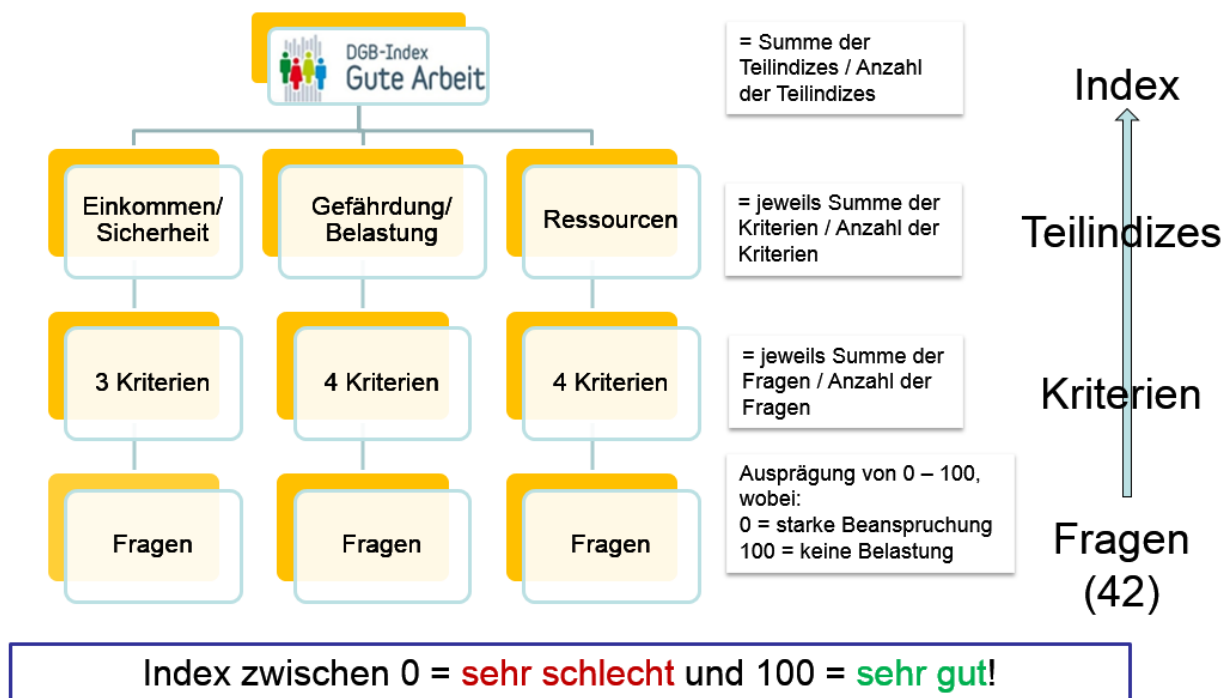 DGB-Index
Gute Arbeit
= Summe der
Teilindizes / Anzahl
der Teilindizes
Index
Einkommen/
Sicherheit
Gefährdung/
Belastung
Ressourcen
= jeweils Summe der
Kriterien / Anzahl der
Kriterien
Teilindizes
3 Kriterien
4 Kriterien
4 Kriterien
= jeweils Summe der
Fragen / Anzahl der
Fragen
Kriterien
Fragen
Fragen
Fragen
Ausprägung von 0 – 100,
wobei:
0 = starke Beanspruchung
100 = keine Belastung
Fragen
(42)
Index zwischen 0 = sehr schlecht und 100 = sehr gut!